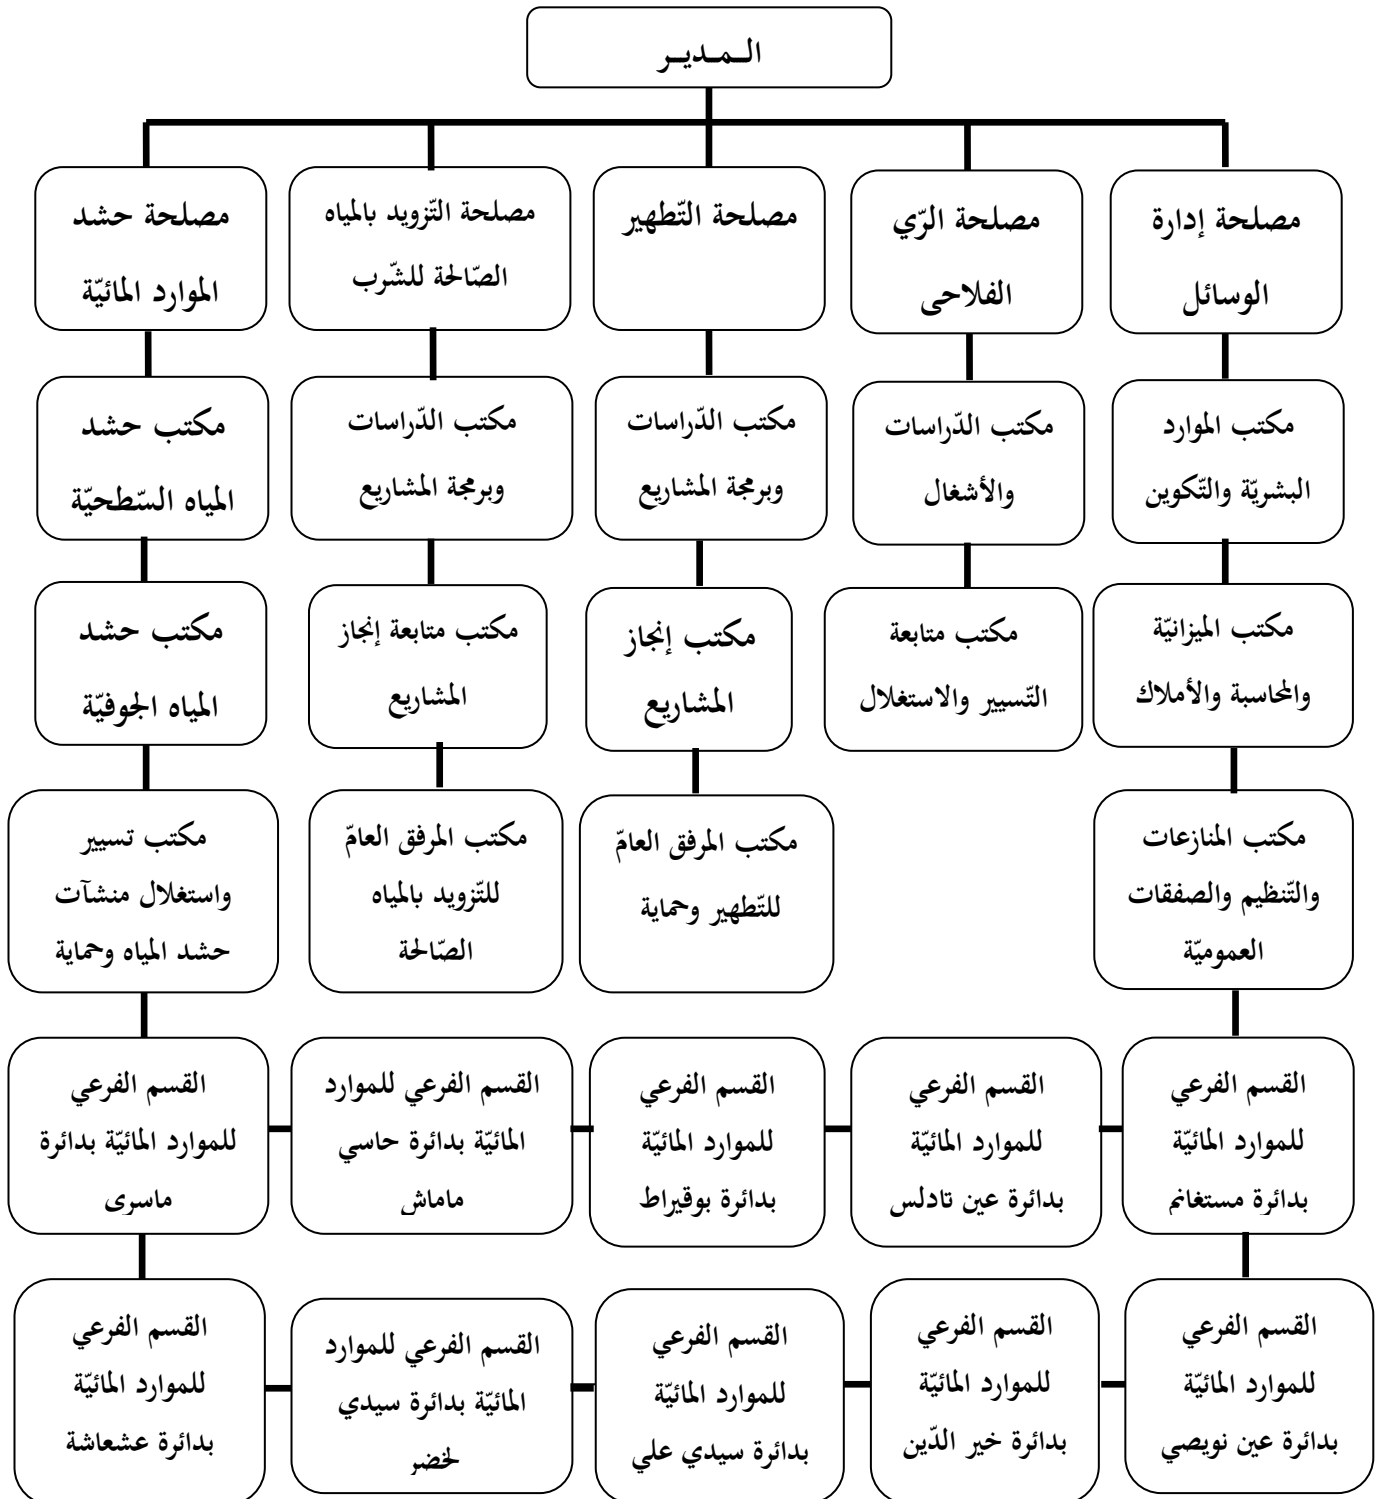 الـمـديـر
مصلحة إدارة
الوسائل
مصلحة الرّي
الفلاحى
مصلحة التّطهير
مصلحة التّزويد بالمياه
الصّالحة للشّرب
مصلحة حشد
الموارد المائيّة
مكتب الموارد
البشريّة والتّكوين
مكتب الدّراسات
والأشغال
مكتب الدّراسات
وبرمجة المشاريع
مكتب الدّراسات
وبرمجة المشاريع
مكتب حشد
المياه السّطحيّة
مكتب الميزانيّة
والمحاسبة والأملاك
مكتب متابعة
التّسيير والاستغلال
مكتب إنجاز
المشاريع
مكتب متابعة إنجاز
المشاريع
مكتب حشد
المياه الجوفيّة
مكتب المنازعات
والتّنظيم والصفقات
العموميّة
مكتب المرفق العامّ
للتّطهير وحماية
مكتب المرفق العامّ
للتّزويد بالمياه
الصّالحة
مكتب تسيير
واستغلال منشآت
حشد المياه وحماية
القسم الفرعي
للموارد المائيّة
بدائرة مستغانم
القسم الفرعي
للموارد المائيّة
بدائرة عين تادلس
القسم الفرعي
للموارد المائيّة
بدائرة بوقيراط
القسم الفرعي للموارد
المائيّة بدائرة حاسي
ماماش
القسم الفرعي
للموارد المائيّة بدائرة
ماسرى
القسم الفرعي
للموارد المائيّة
بدائرة عين نويصي
القسم الفرعي
للموارد المائيّة
بدائرة خير الدّين
القسم الفرعي
للموارد المائيّة
بدائرة سيدي علي
القسم الفرعي للموارد
المائيّة بدائرة سيدي
لخضر
القسم الفرعي
للموارد المائيّة
بدائرة عشعاشة